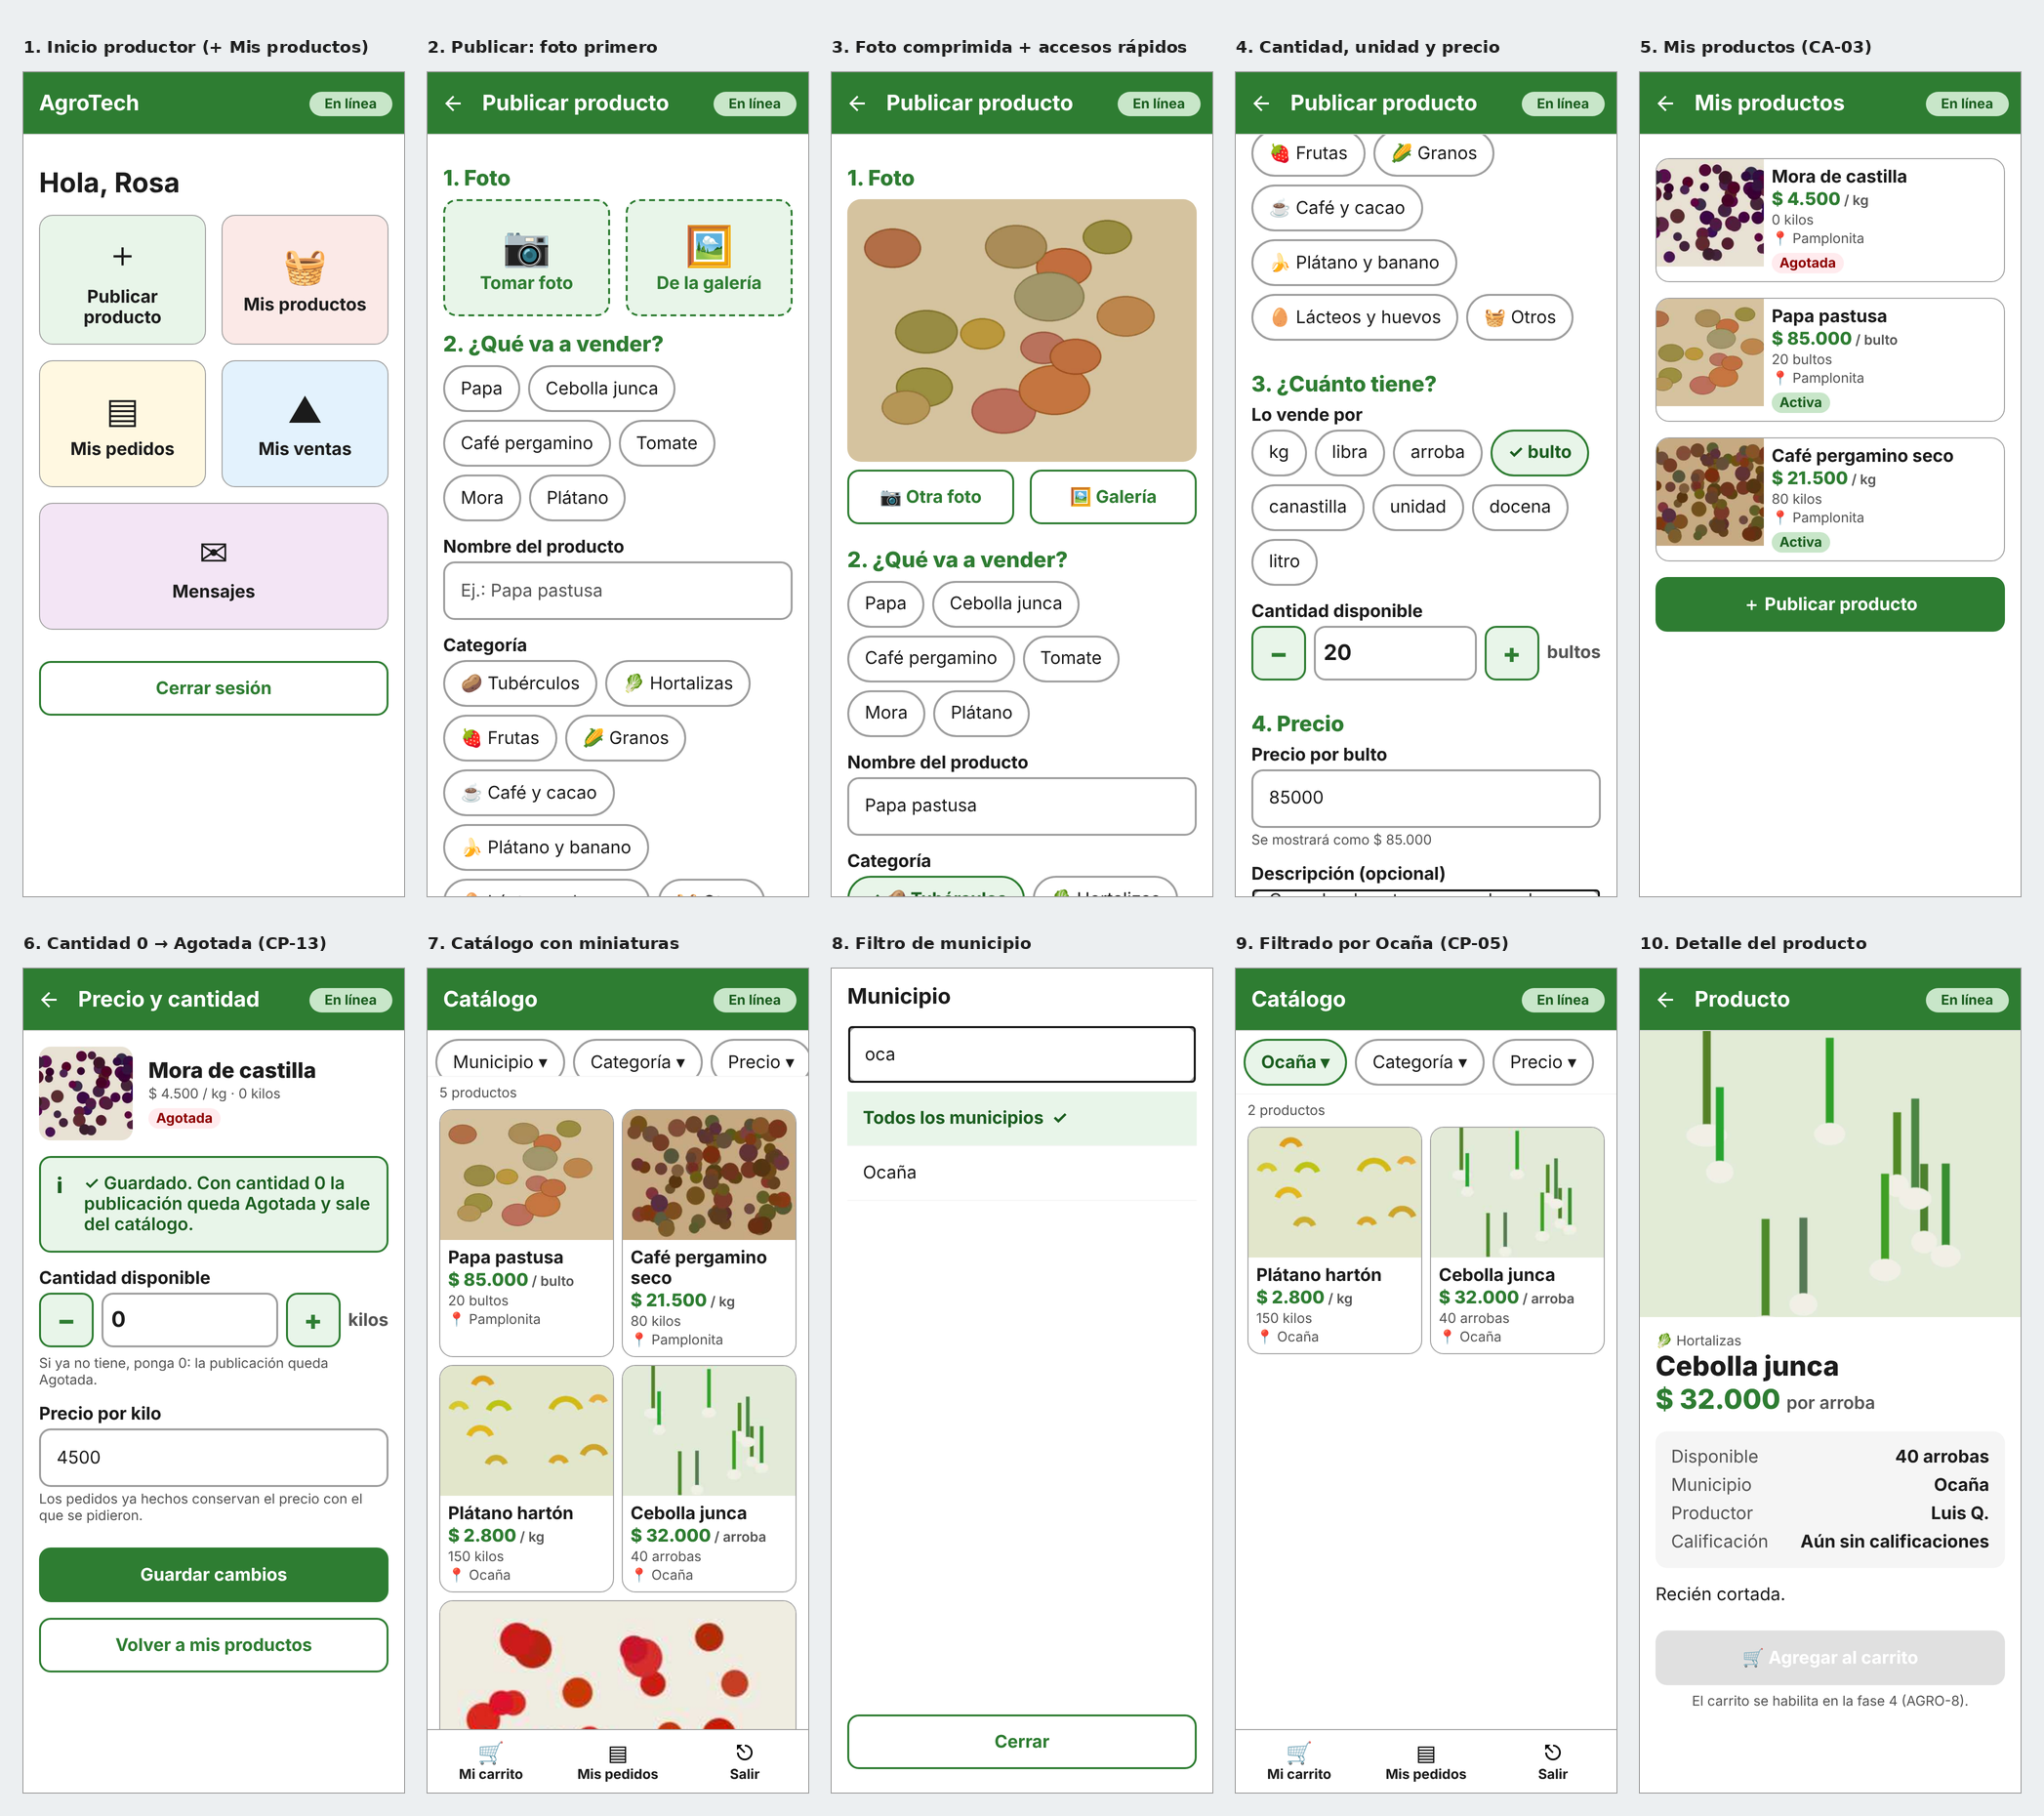 1. Inicio productor (+ Mis productos)
AgroTech
En línea
Hola, Rosa
+
Publicar
producto
Mis productos
Mis pedidos
Mis ventas
Mensajes
Cerrar sesión
2. Publicar: foto primero
← Publicar producto
En línea
1. Foto
Tomar foto
De la galería
2. ¿Qué va a vender?
Papa
Cebolla junca
Café pergamino
Tomate
Mora
Plátano
Nombre del producto
Ej.: Papa pastusa
Categoría
🥔 Tubérculos
🥬 Hortalizas
🍓 Frutas
🌽 Granos
☕ Café y cacao
🍌 Plátano y banano
3. Foto comprimida + accesos rápidos
← Publicar producto
En línea
1. Foto
📷 Otra foto
🖼️ Galería
2. ¿Qué va a vender?
Papa
Cebolla junca
Café pergamino
Tomate
Mora
Plátano
Nombre del producto
Papa pastusa
Categoría
✓ 🥔 Tubérculos
🥬 Hortalizas
4. Cantidad, unidad y precio
← Publicar producto
En línea
🍓 Frutas
🌽 Granos
☕ Café y cacao
🍌 Plátano y banano
🥚 Lácteos y huevos
🧺 Otros
3. ¿Cuánto tiene?
Lo vende por
kg
libra
arroba
✓ bulto
canastilla
unidad
docena
litro
Cantidad disponible
−
20
+
bultos
4. Precio
Precio por bulto
85000
Se mostrará como $ 85.000
Descripción (opcional)
5. Mis productos (CA-03)
← Mis productos
En línea
Mora de castilla
$ 4.500 / kg
0 kilos
📍 Pamplonita
Agotada
Papa pastusa
$ 85.000 / bulto
20 bultos
📍 Pamplonita
Activa
Café pergamino seco
$ 21.500 / kg
80 kilos
📍 Pamplonita
Activa
+ Publicar producto
6. Cantidad 0 → Agotada (CP-13)
← Precio y cantidad
En línea
Mora de castilla
$ 4.500 / kg · 0 kilos
Agotada
i
✓ Guardado. Con cantidad 0 la
publicación queda Agotada y sale
del catálogo.
Cantidad disponible
−
0
+
kilos
Si ya no tiene, ponga 0: la publicación queda
Agotada.
Precio por kilo
4500
Los pedidos ya hechos conservan el precio con el
que se pidieron.
Guardar cambios
Volver a mis productos
7. Catálogo con miniaturas
Catálogo
En línea
Municipio ▾
Categoría ▾
Precio ▾
5 productos
Papa pastusa
$ 85.000 / bulto
20 bultos
📍 Pamplonita
Café pergamino
seco
$ 21.500 / kg
80 kilos
📍 Pamplonita
Plátano hartón
$ 2.800 / kg
150 kilos
📍 Ocaña
Cebolla junca
$ 32.000 / arroba
40 arrobas
📍 Ocaña
Mi carrito
Mis pedidos
Salir
8. Filtro de municipio
Municipio
oca
Todos los municipios ✓
Ocaña
Cerrar
9. Filtrado por Ocaña (CP-05)
Catálogo
En línea
Ocaña ▾
Categoría ▾
Precio ▾
2 productos
Plátano hartón
$ 2.800 / kg
150 kilos
📍 Ocaña
Cebolla junca
$ 32.000 / arroba
40 arrobas
📍 Ocaña
Mi carrito
Mis pedidos
Salir
10. Detalle del producto
← Producto
En línea
🥬 Hortalizas
Cebolla junca
$ 32.000 por arroba
Disponible
40 arrobas
Municipio
Ocaña
Productor
Luis Q.
Calificación
Aún sin calificaciones
Recién cortada.
🛒 Agregar al carrito
El carrito se habilita en la fase 4 (AGRO-8).